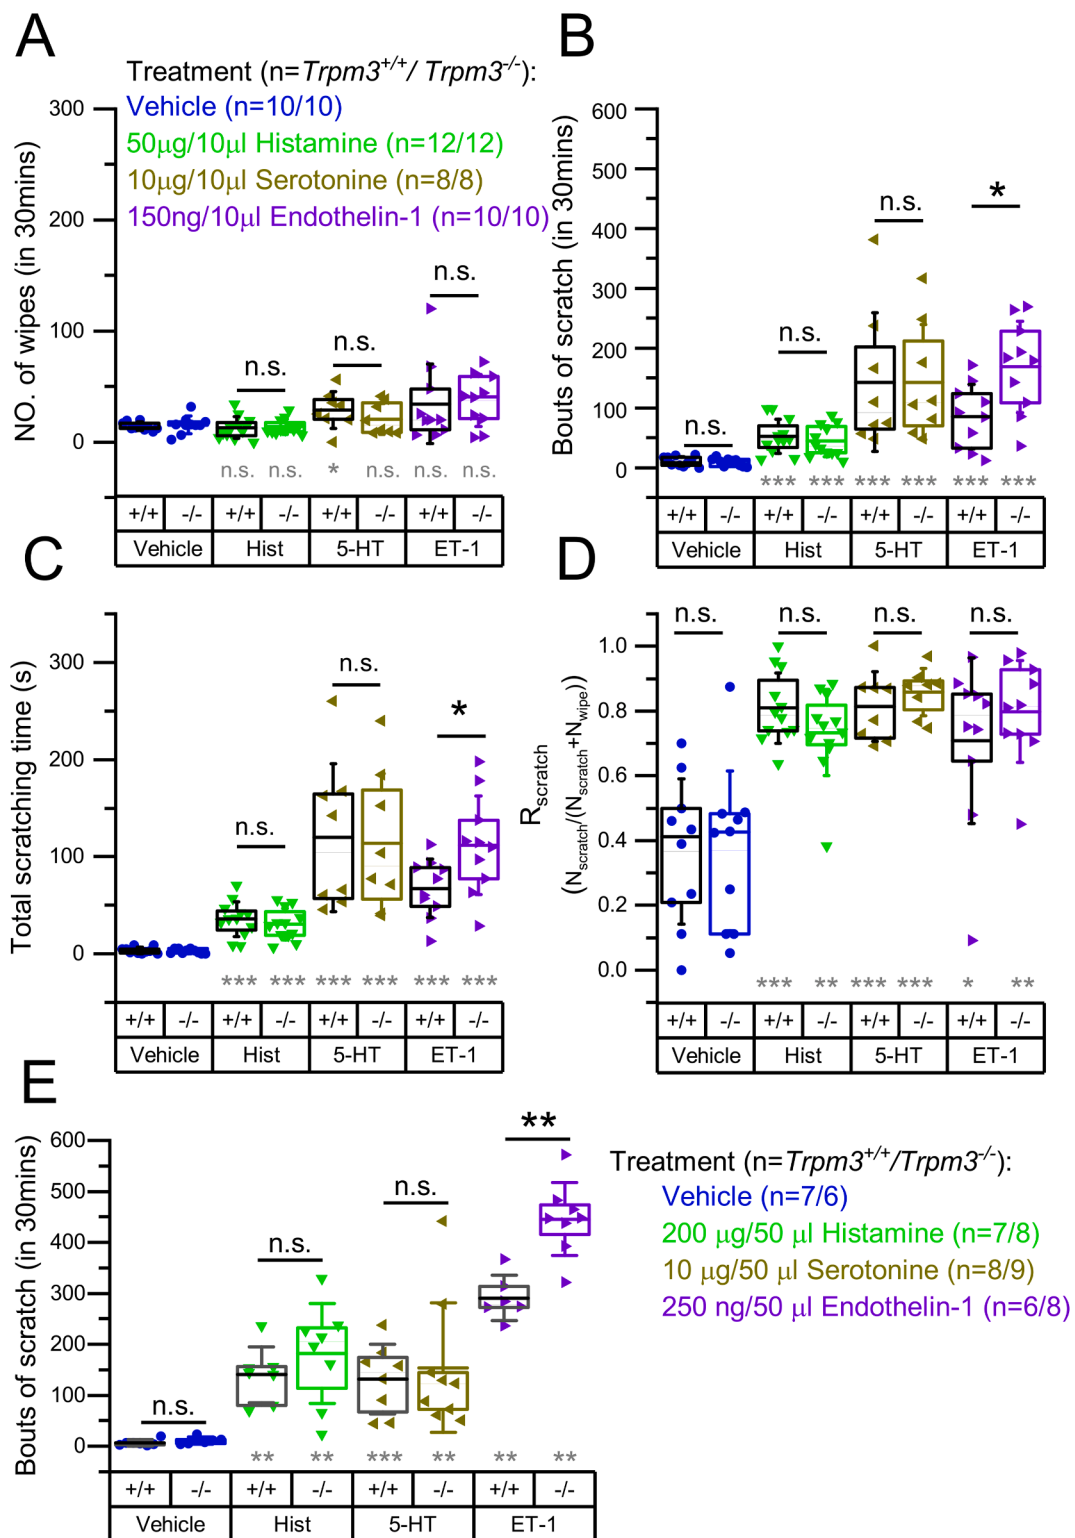 A
Treatment (n=Trpm3+/+/ Trpm3-/-):
Vehicle (n=10/10)
50μg/10μl Histamine (n=12/12)
10μg/10μl Serotonine (n=8/8)
150ng/10μl Endothelin-1 (n=10/10)
NO. of wipes (in 30mins)
300
200
100
0
n.s.
n.s.
n.s.
n.s. n.s. * n.s. n.s. n.s.
+/+ -/- +/+ -/- +/+ -/- +/+ -/-
Vehicle Hist 5-HT ET-1
B
Bouts of scratch (in 30mins)
600
500
400
300
200
100
0
n.s.
n.s.
n.s.
*
*** *** *** *** *** ***
+/+ -/- +/+ -/- +/+ -/- +/+ -/-
Vehicle Hist 5-HT ET-1
C
Total scratching time (s)
300
200
100
0
n.s.
n.s.
*
*** *** *** *** *** ***
+/+ -/- +/+ -/- +/+ -/- +/+ -/-
Vehicle Hist 5-HT ET-1
D
Rscratch
(Nscratch/(Nscratch+Nwipe))
1.0
0.8
0.6
0.4
0.2
0.0
n.s. n.s. n.s. n.s.
*** ** *** *** * **
+/+ -/- +/+ -/- +/+ -/- +/+ -/-
Vehicle Hist 5-HT ET-1
E
Bouts of scratch (in 30mins)
600
500
400
300
200
100
0
n.s.
n.s.
n.s.
**
** ** *** ** ** **
+/+ -/- +/+ -/- +/+ -/- +/+ -/-
Vehicle Hist 5-HT ET-1
Treatment (n=Trpm3+/+/Trpm3-/-):
Vehicle (n=7/6)
200 μg/50 μl Histamine (n=7/8)
10 μg/50 μl Serotonine (n=8/9)
250 ng/50 μl Endothelin-1 (n=6/8)